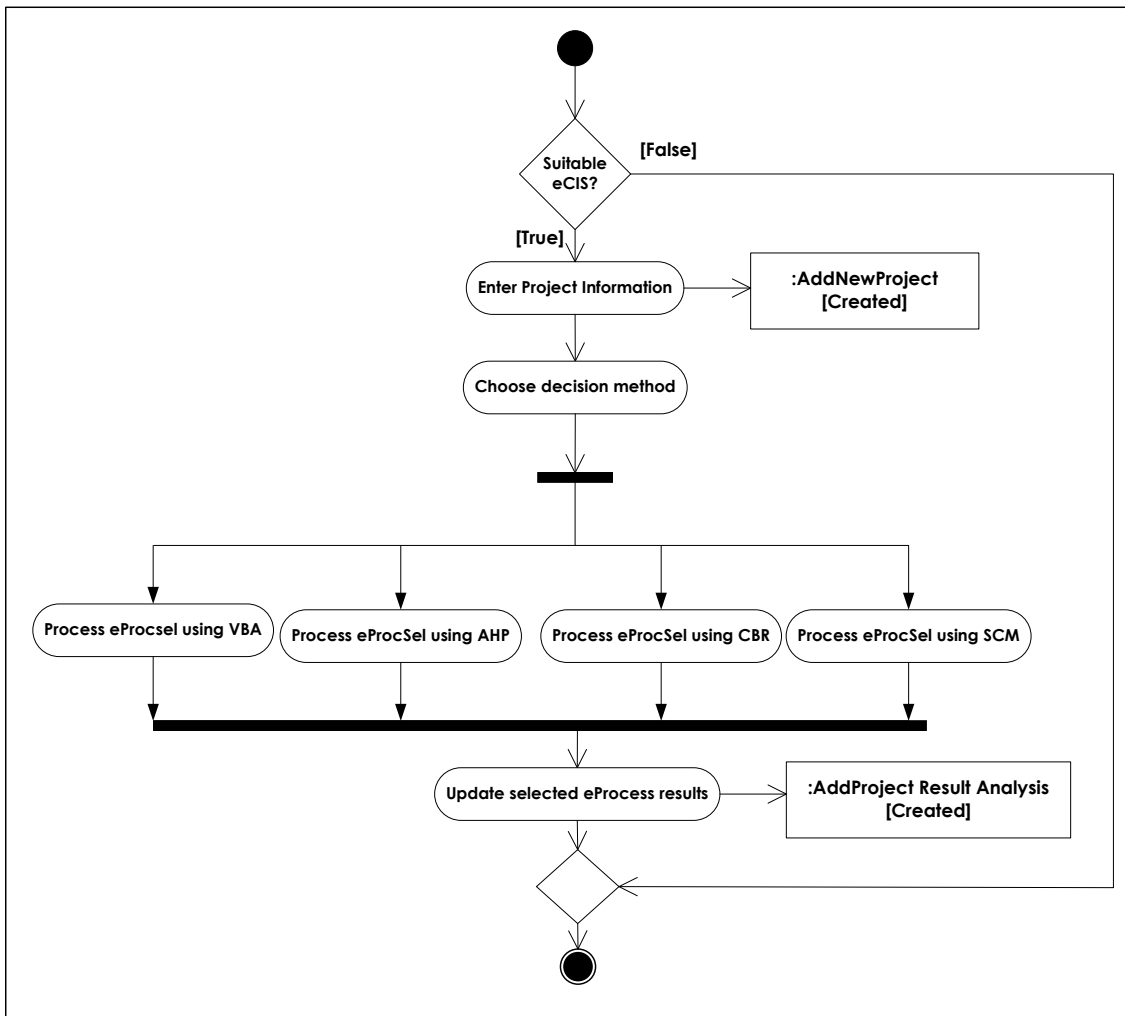 Suitable
eCIS?
[False]
[True]
Enter Project Information
:AddNewProject
[Created]
Choose decision method
Process eProcsel using VBA
Process eProcSel using AHP
Process eProcSel using CBR
Process eProcSel using SCM
Update selected eProcess results
:AddProject Result Analysis
[Created]